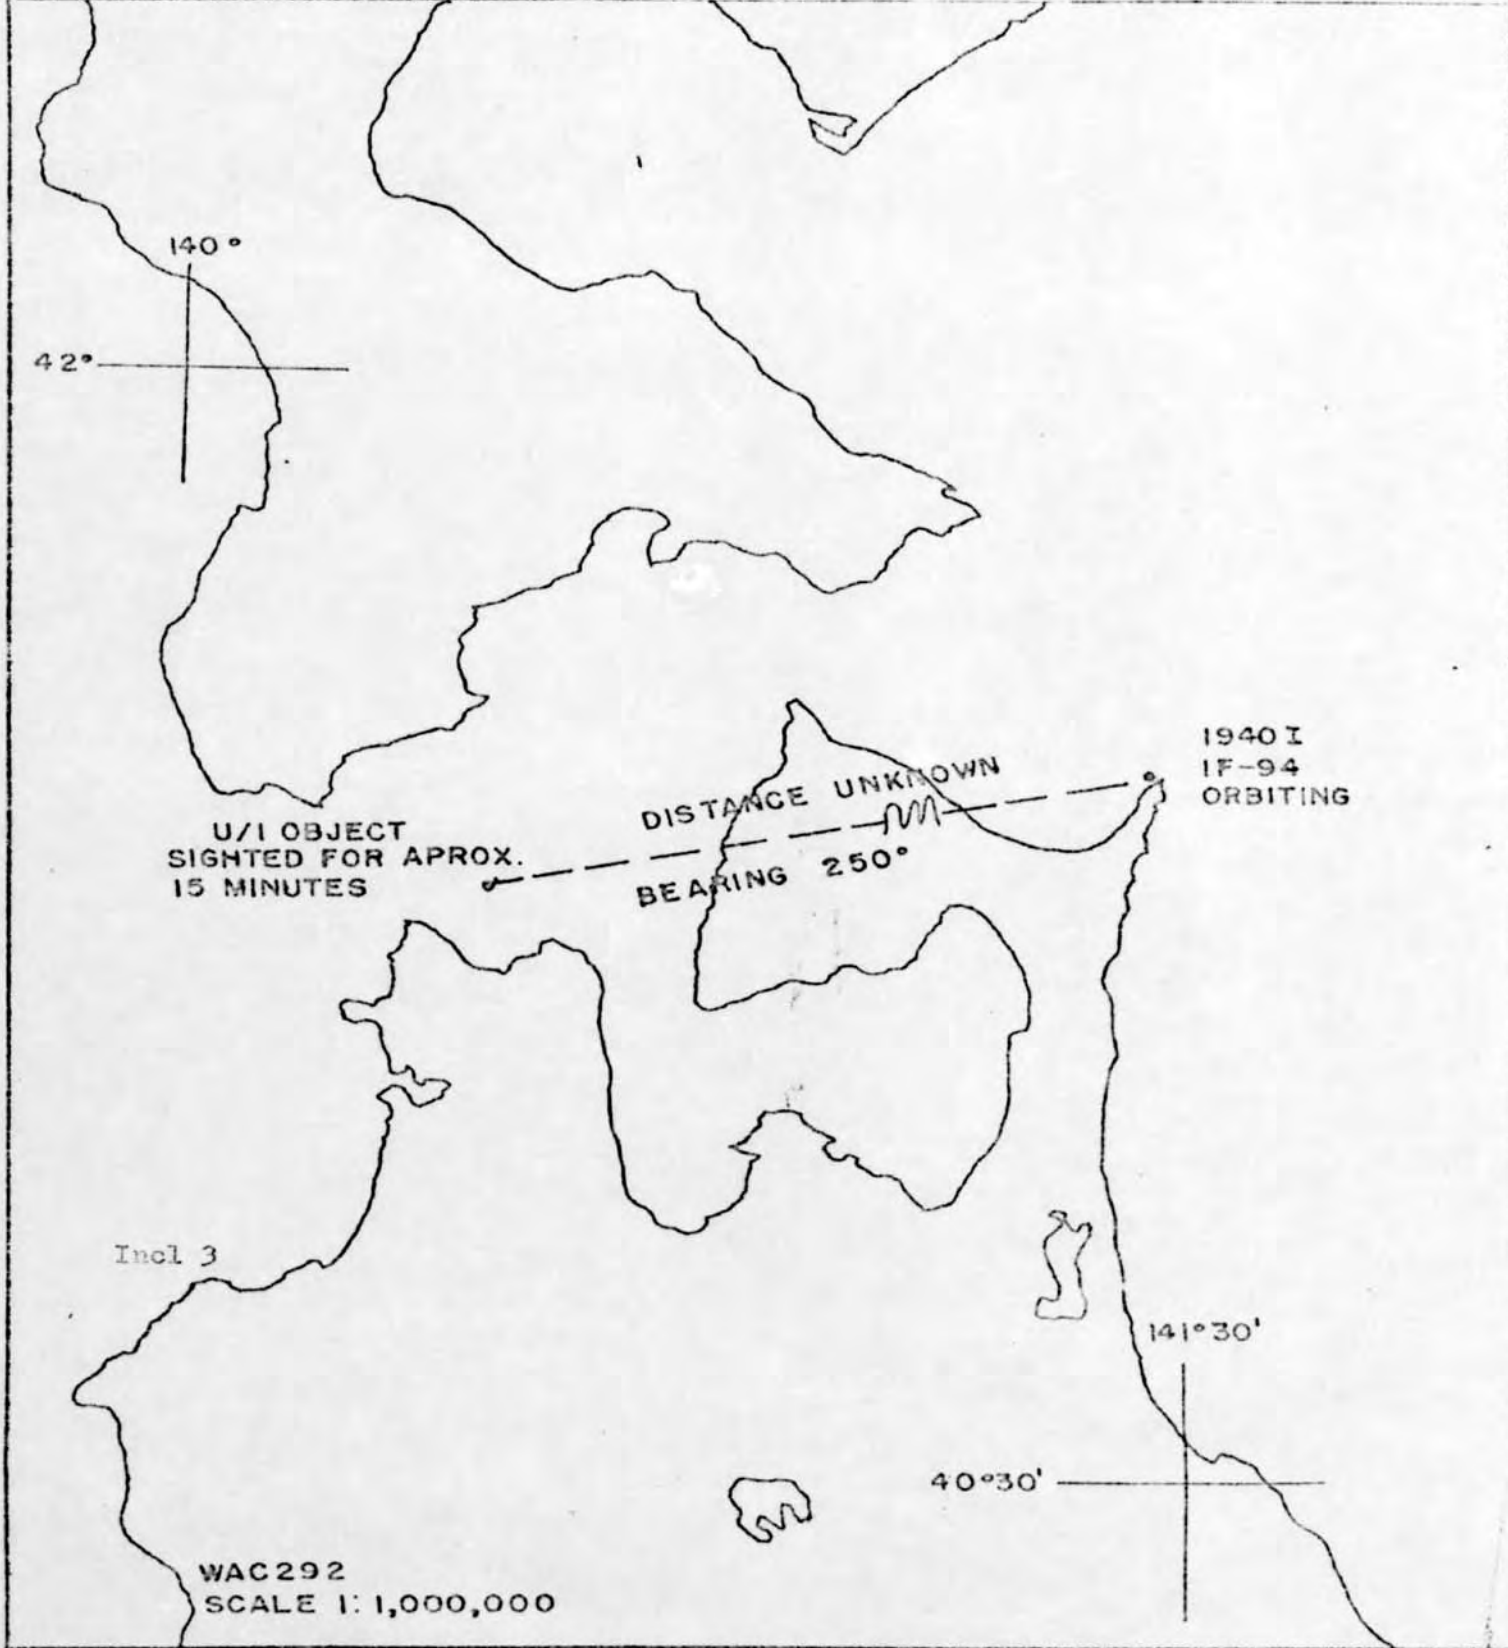 140°
42°
1940 I
1F-94
ORBITING
DISTANCE UNKNOWN
U/I OBJECT
SIGHTED FOR APROX.
15 MINUTES
BEARING 250°
Incl 3
141°30'
40°30'
WAC292
SCALE 1:1,000,000